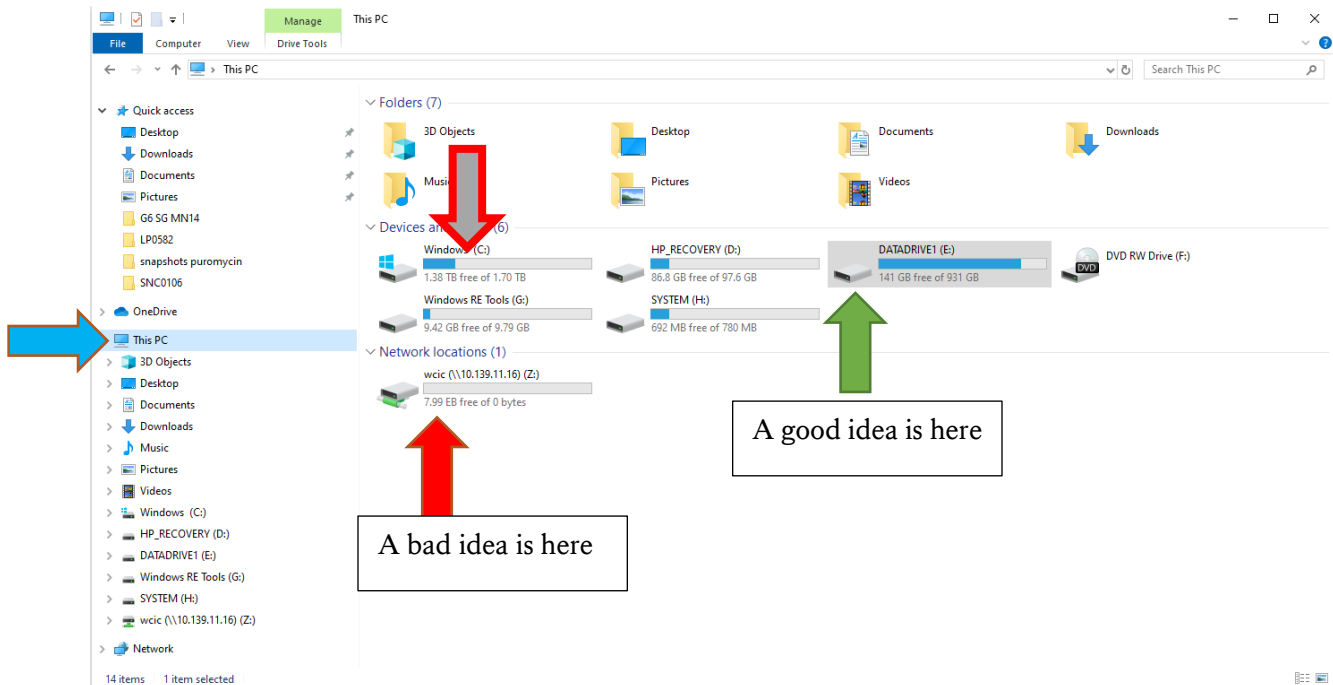 Manage This PC
File Computer View Drive Tools
This PC Search This PC
Quick access
Desktop
Downloads
Documents
Pictures
G6 SG MN14
LP0582
snapshots puromycin
SNC0106
OneDrive
This PC
3D Objects
Desktop
Documents
Downloads
Music
Pictures
Videos
Windows (C:)
HP_RECOVERY (D:)
DATADRIVE1 (E:)
Windows RE Tools (G:)
SYSTEM (H:)
wcic (\\10.139.11.16) (Z:)
Network
Folders (7)
3D Objects Desktop Documents Downloads
Music Pictures Videos
Devices an (6)
Windows (C:) HP_RECOVERY (D:) DATADRIVE1 (E:) DVD RW Drive (F:)
DVD
1.38 TB free of 1.70 TB 86.8 GB free of 97.6 GB 141 GB free of 931 GB
Windows RE Tools (G:) SYSTEM (H:)
9.42 GB free of 9.79 GB 692 MB free of 780 MB
Network locations (1)
wcic (\\10.139.11.16) (Z:)
7.99 EB free of 0 bytes
A good idea is here
A bad idea is here
14 items 1 item selected